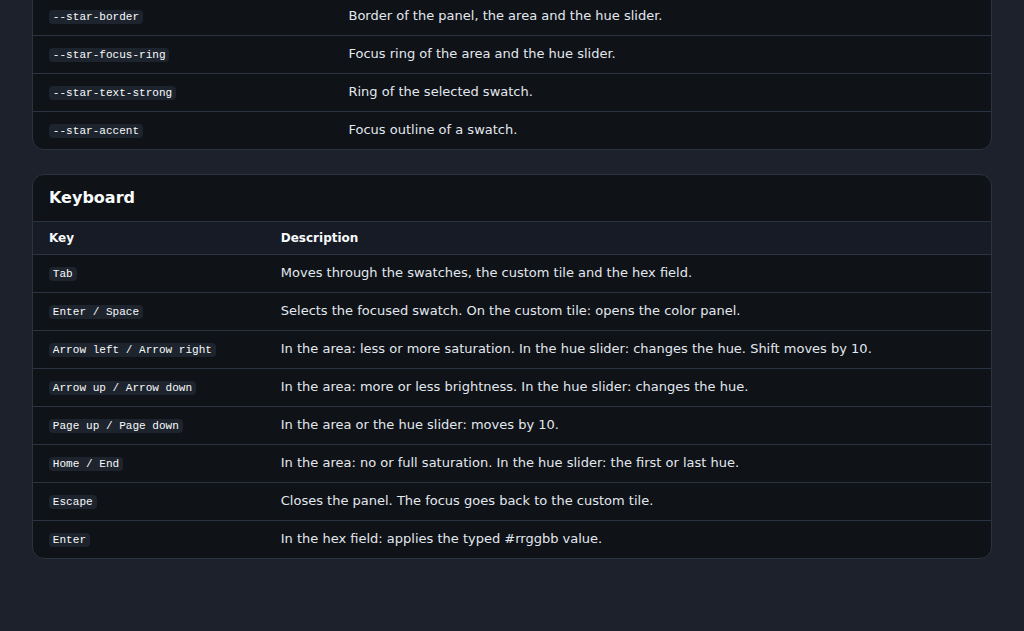 --star-border Border of the panel, the area and the hue slider.
--star-focus-ring Focus ring of the area and the hue slider.
--star-text-strong Ring of the selected swatch.
--star-accent Focus outline of a swatch.
Keyboard
Key Description
Tab Moves through the swatches, the custom tile and the hex field.
Enter / Space Selects the focused swatch. On the custom tile: opens the color panel.
Arrow left / Arrow right In the area: less or more saturation. In the hue slider: changes the hue. Shift moves by 10.
Arrow up / Arrow down In the area: more or less brightness. In the hue slider: changes the hue.
Page up / Page down In the area or the hue slider: moves by 10.
Home / End In the area: no or full saturation. In the hue slider: the first or last hue.
Escape Closes the panel. The focus goes back to the custom tile.
Enter In the hex field: applies the typed #rrggbb value.